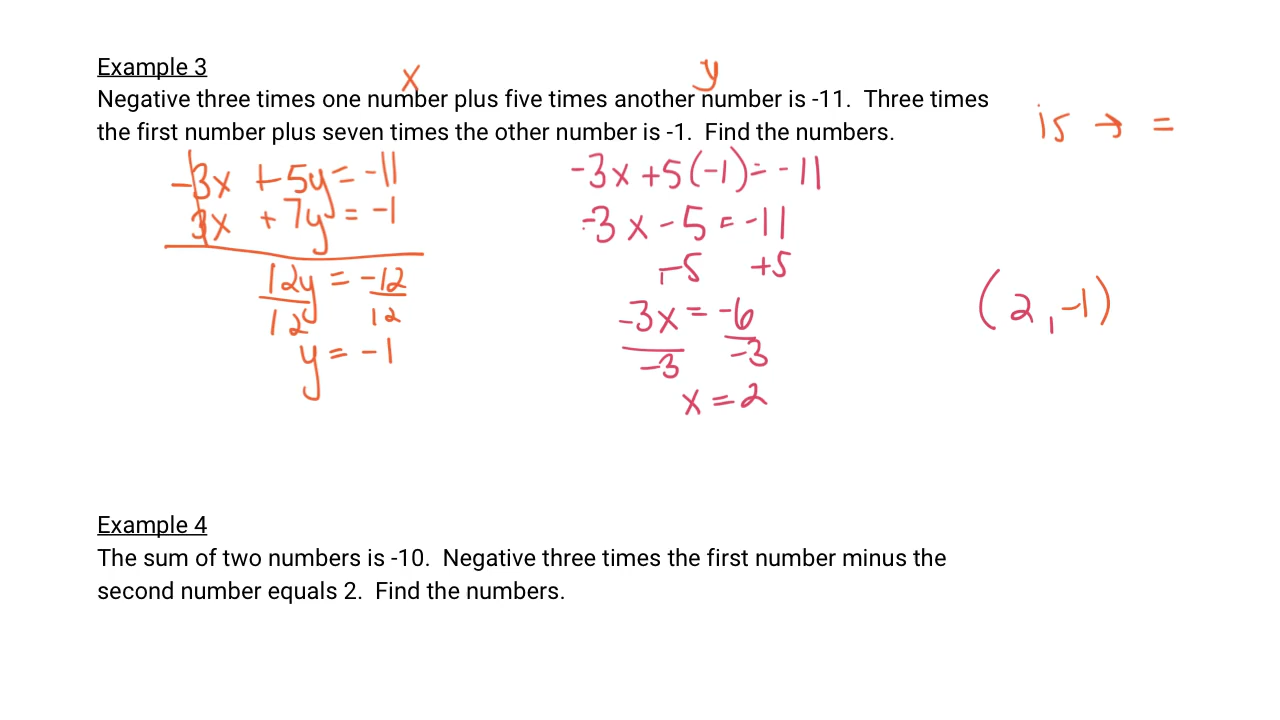 Example 3
x y
Negative three times one number plus five times another number is -11. Three times
the first number plus seven times the other number is -1. Find the numbers.
is → =
-3x + 5y = -11
3x + 7y = -1
12y = -12
12 12
y = -1
-3x + 5(-1) = -11
-3x - 5 = -11
+5 +5
-3x = -6
-3 -3
x = 2
(2, -1)
Example 4
The sum of two numbers is -10. Negative three times the first number minus the
second number equals 2. Find the numbers.